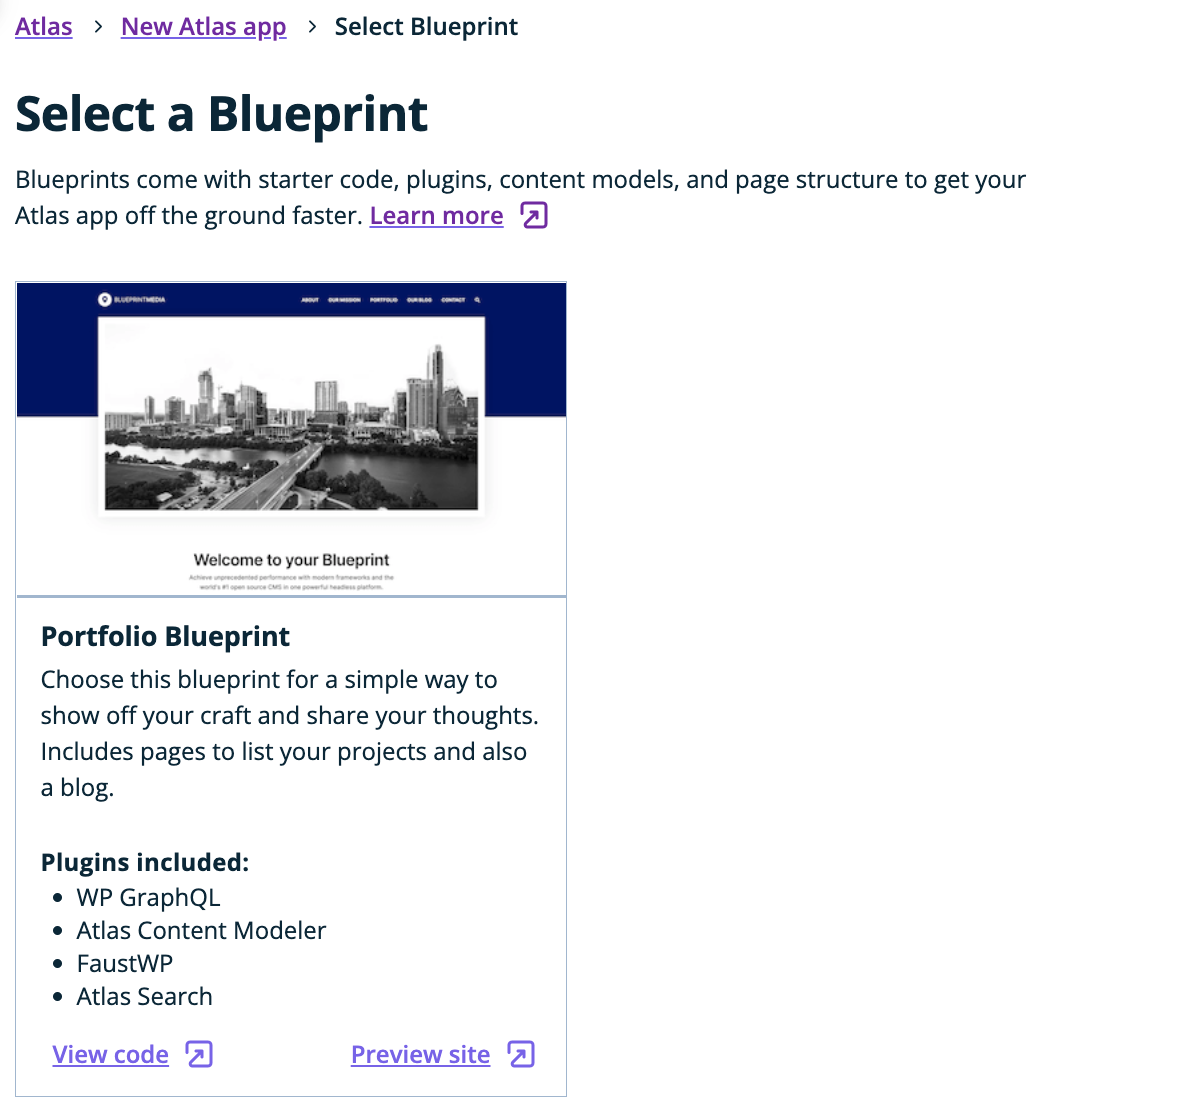 Atlas > New Atlas app > Select Blueprint
Select a Blueprint
Blueprints come with starter code, plugins, content models, and page structure to get your
Atlas app off the ground faster. Learn more
BLUEPRINTMEDIA ABOUT OUR MISSION PORTFOLIO OUR BLOG CONTACT
Welcome to your Blueprint
Achieve unprecedented performance with modern frameworks and the
world's #1 open source CMS in one powerful headless platform.
Portfolio Blueprint
Choose this blueprint for a simple way to
show off your craft and share your thoughts.
Includes pages to list your projects and also
a blog.
Plugins included:
• WP GraphQL
• Atlas Content Modeler
• FaustWP
• Atlas Search
View code Preview site